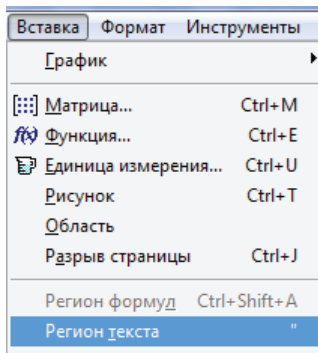 Вставка Формат Инструменты
График
Матрица... Ctrl+M
f(x) Функция... Ctrl+E
Единица измерения... Ctrl+U
Рисунок Ctrl+T
Область
Разрыв страницы Ctrl+J
Регион формул Ctrl+Shift+A
Регион текста "